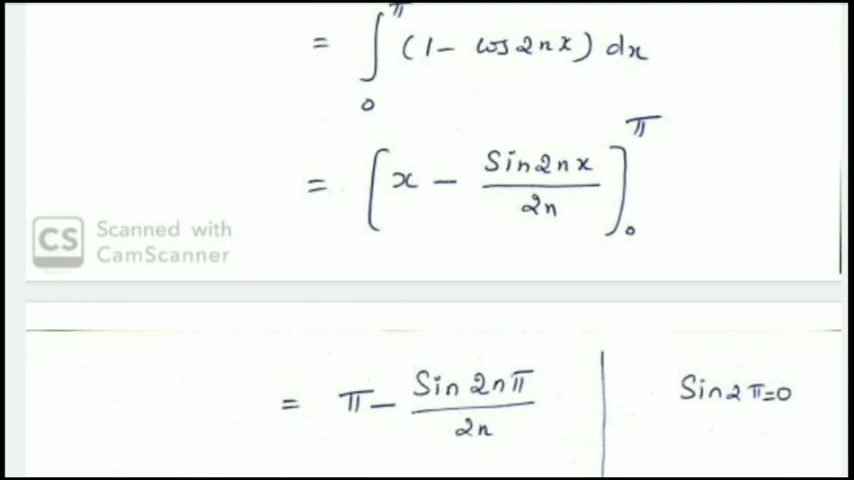 = ∫₀^π (1 - cos 2nx) dx
= [x - Sin2nx / 2n]₀^π
CS Scanned with
CamScanner
= π - Sin 2nπ / 2n | Sin2π=0